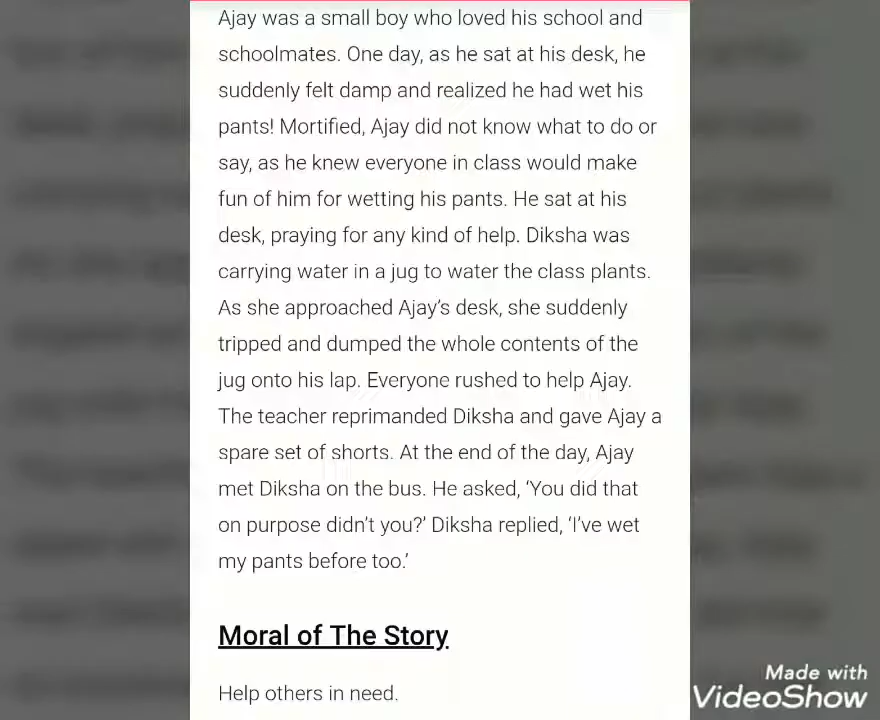 Ajay was a small boy who loved his school and
schoolmates. One day, as he sat at his desk, he
suddenly felt damp and realized he had wet his
pants! Mortified, Ajay did not know what to do or
say, as he knew everyone in class would make
fun of him for wetting his pants. He sat at his
desk, praying for any kind of help. Diksha was
carrying water in a jug to water the class plants.
As she approached Ajay’s desk, she suddenly
tripped and dumped the whole contents of the
jug onto his lap. Everyone rushed to help Ajay.
The teacher reprimanded Diksha and gave Ajay a
spare set of shorts. At the end of the day, Ajay
met Diksha on the bus. He asked, ‘You did that
on purpose didn’t you?’ Diksha replied, ‘I’ve wet
my pants before too.’
Moral of The Story
Help others in need.
Made with
VideoShow